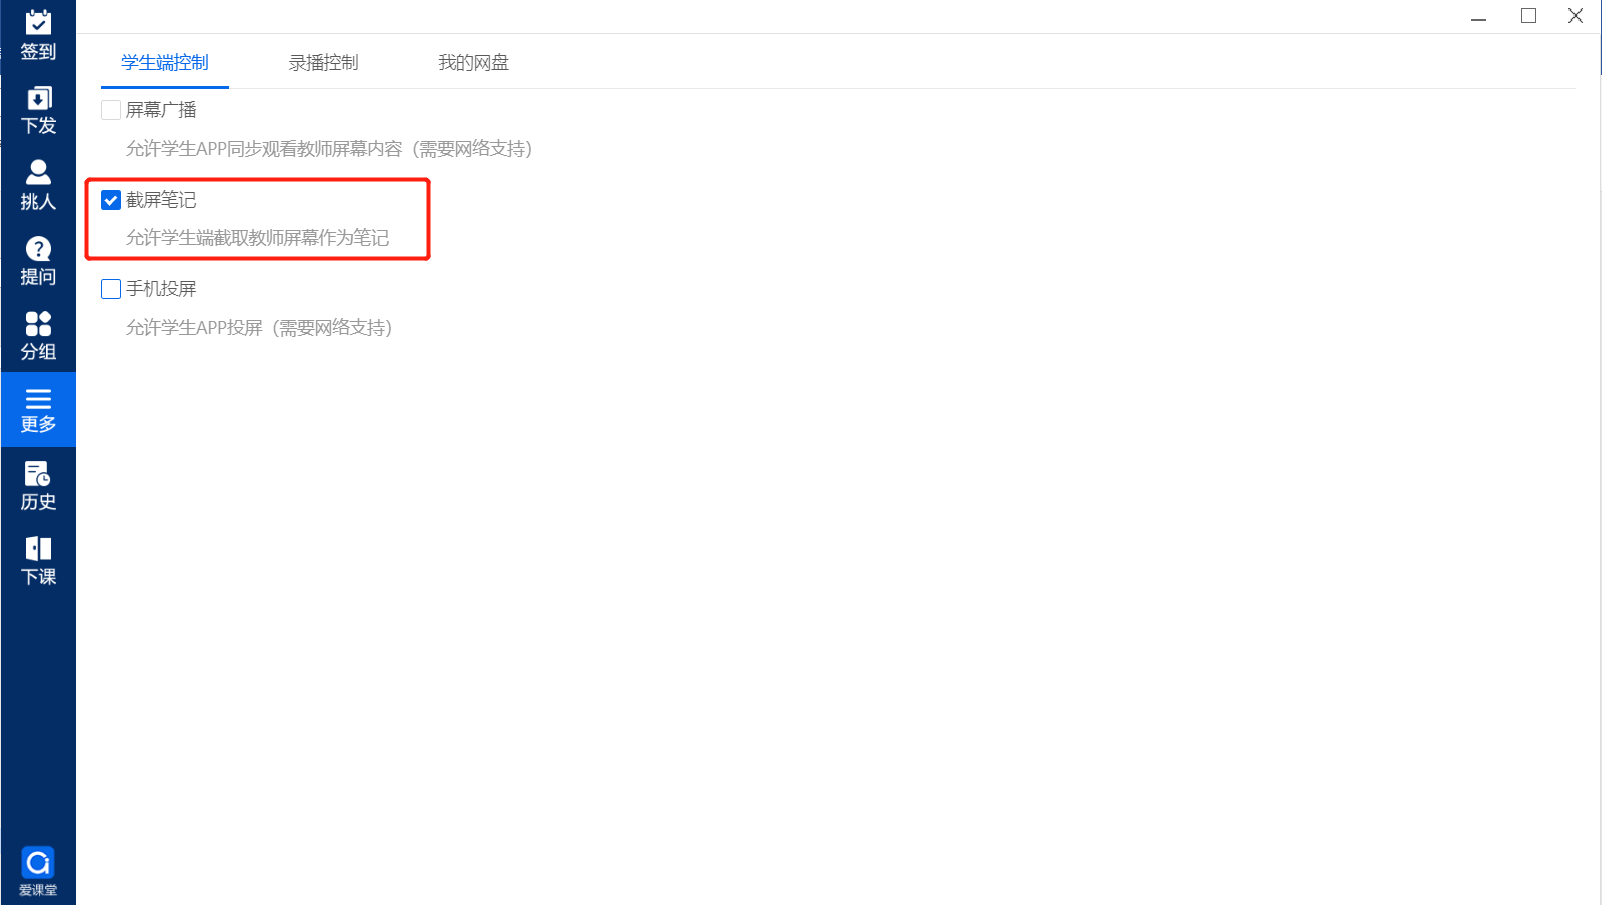 签到
下发
挑人
提问
分组
更多
历史
下课
爱课堂
学生端控制 录播控制 我的网盘
屏幕广播
允许学生APP同步观看教师屏幕内容（需要网络支持）
截屏笔记
允许学生端截取教师屏幕作为笔记
手机投屏
允许学生APP投屏（需要网络支持）